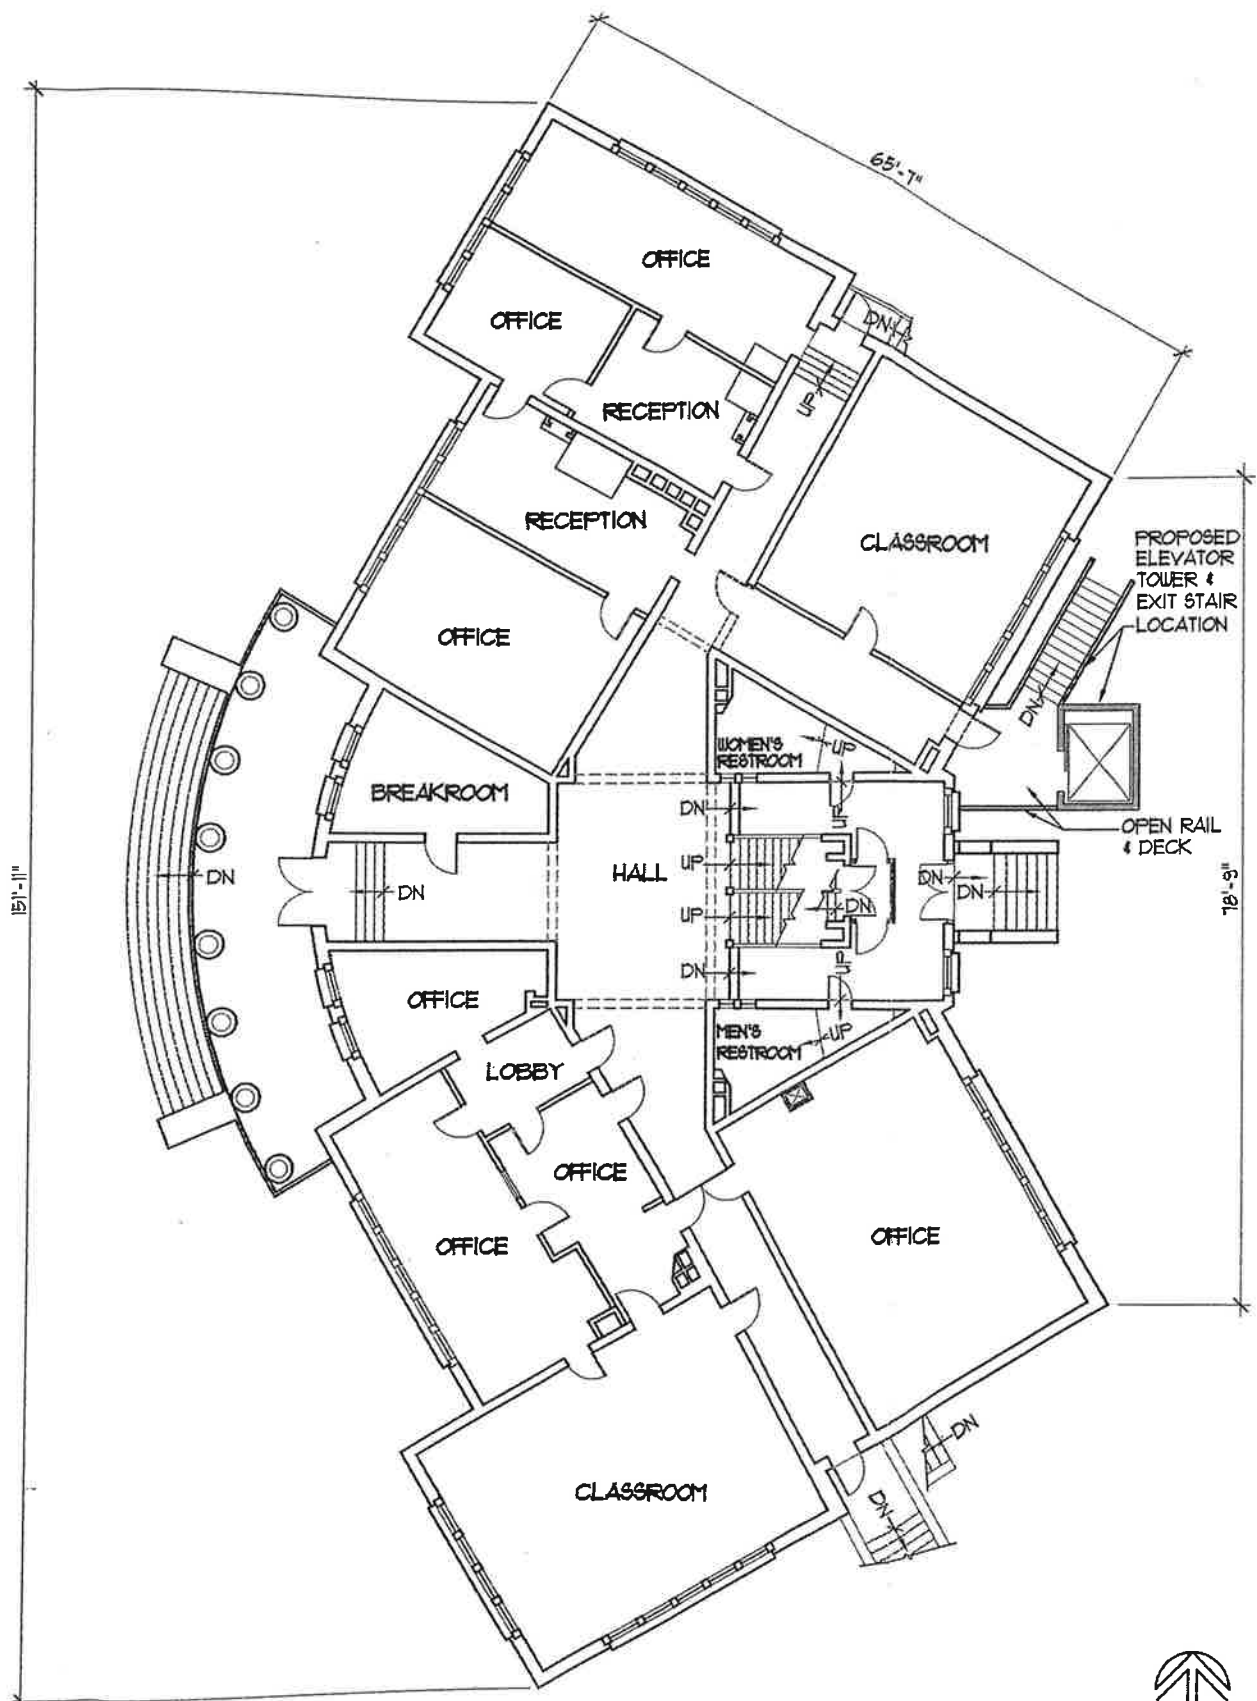 65'-7"
OFFICE
DN
OFFICE
UP
RECEPTION
RECEPTION
CLASSROOM
PROPOSED
ELEVATOR
TOWER &
EXIT STAIR
LOCATION
OFFICE
DN
WOMEN'S
RESTROOM
UP
BREAKROOM
DN
UP
OPEN RAIL
& DECK
HALL
UP
DN
DN
DN
DN
DN
UP
151'-11"
78'-9"
UP
DN
OFFICE
MEN'S
RESTROOM
UP
LOBBY
OFFICE
OFFICE
OFFICE
DN
CLASSROOM
DN